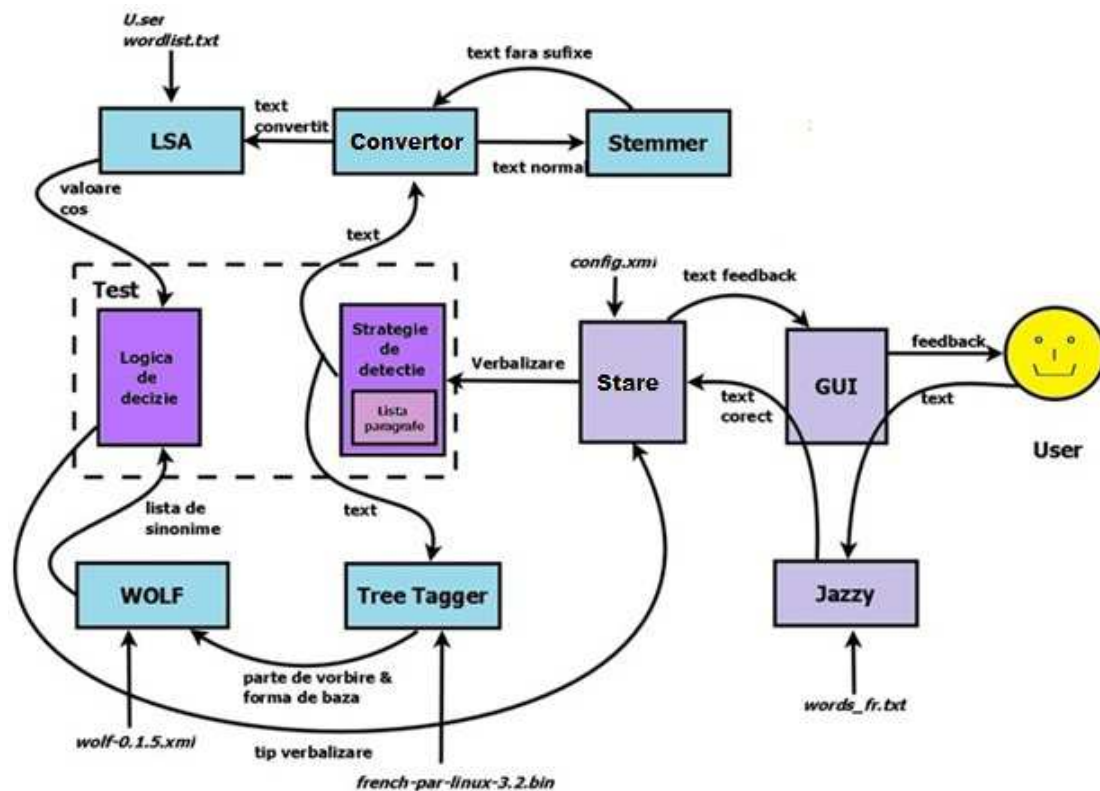 U.ser
wordlist.txt
text fara sufixe
LSA
text
convertit
Convertor
text normal
Stemmer
valoare
cos
text
Test
Logica
de
decizie
Strategie
de
detectie
Lista
paragrafe
Verbalizare
config.xmi
Stare
text feedback
GUI
feedback
text
corect
text
User
lista de
sinonime
text
WOLF
Tree Tagger
Jazzy
parte de vorbire &
forma de baza
words_fr.txt
wolf-0.1.5.xmi
tip verbalizare
french-par-linux-3.2.bin